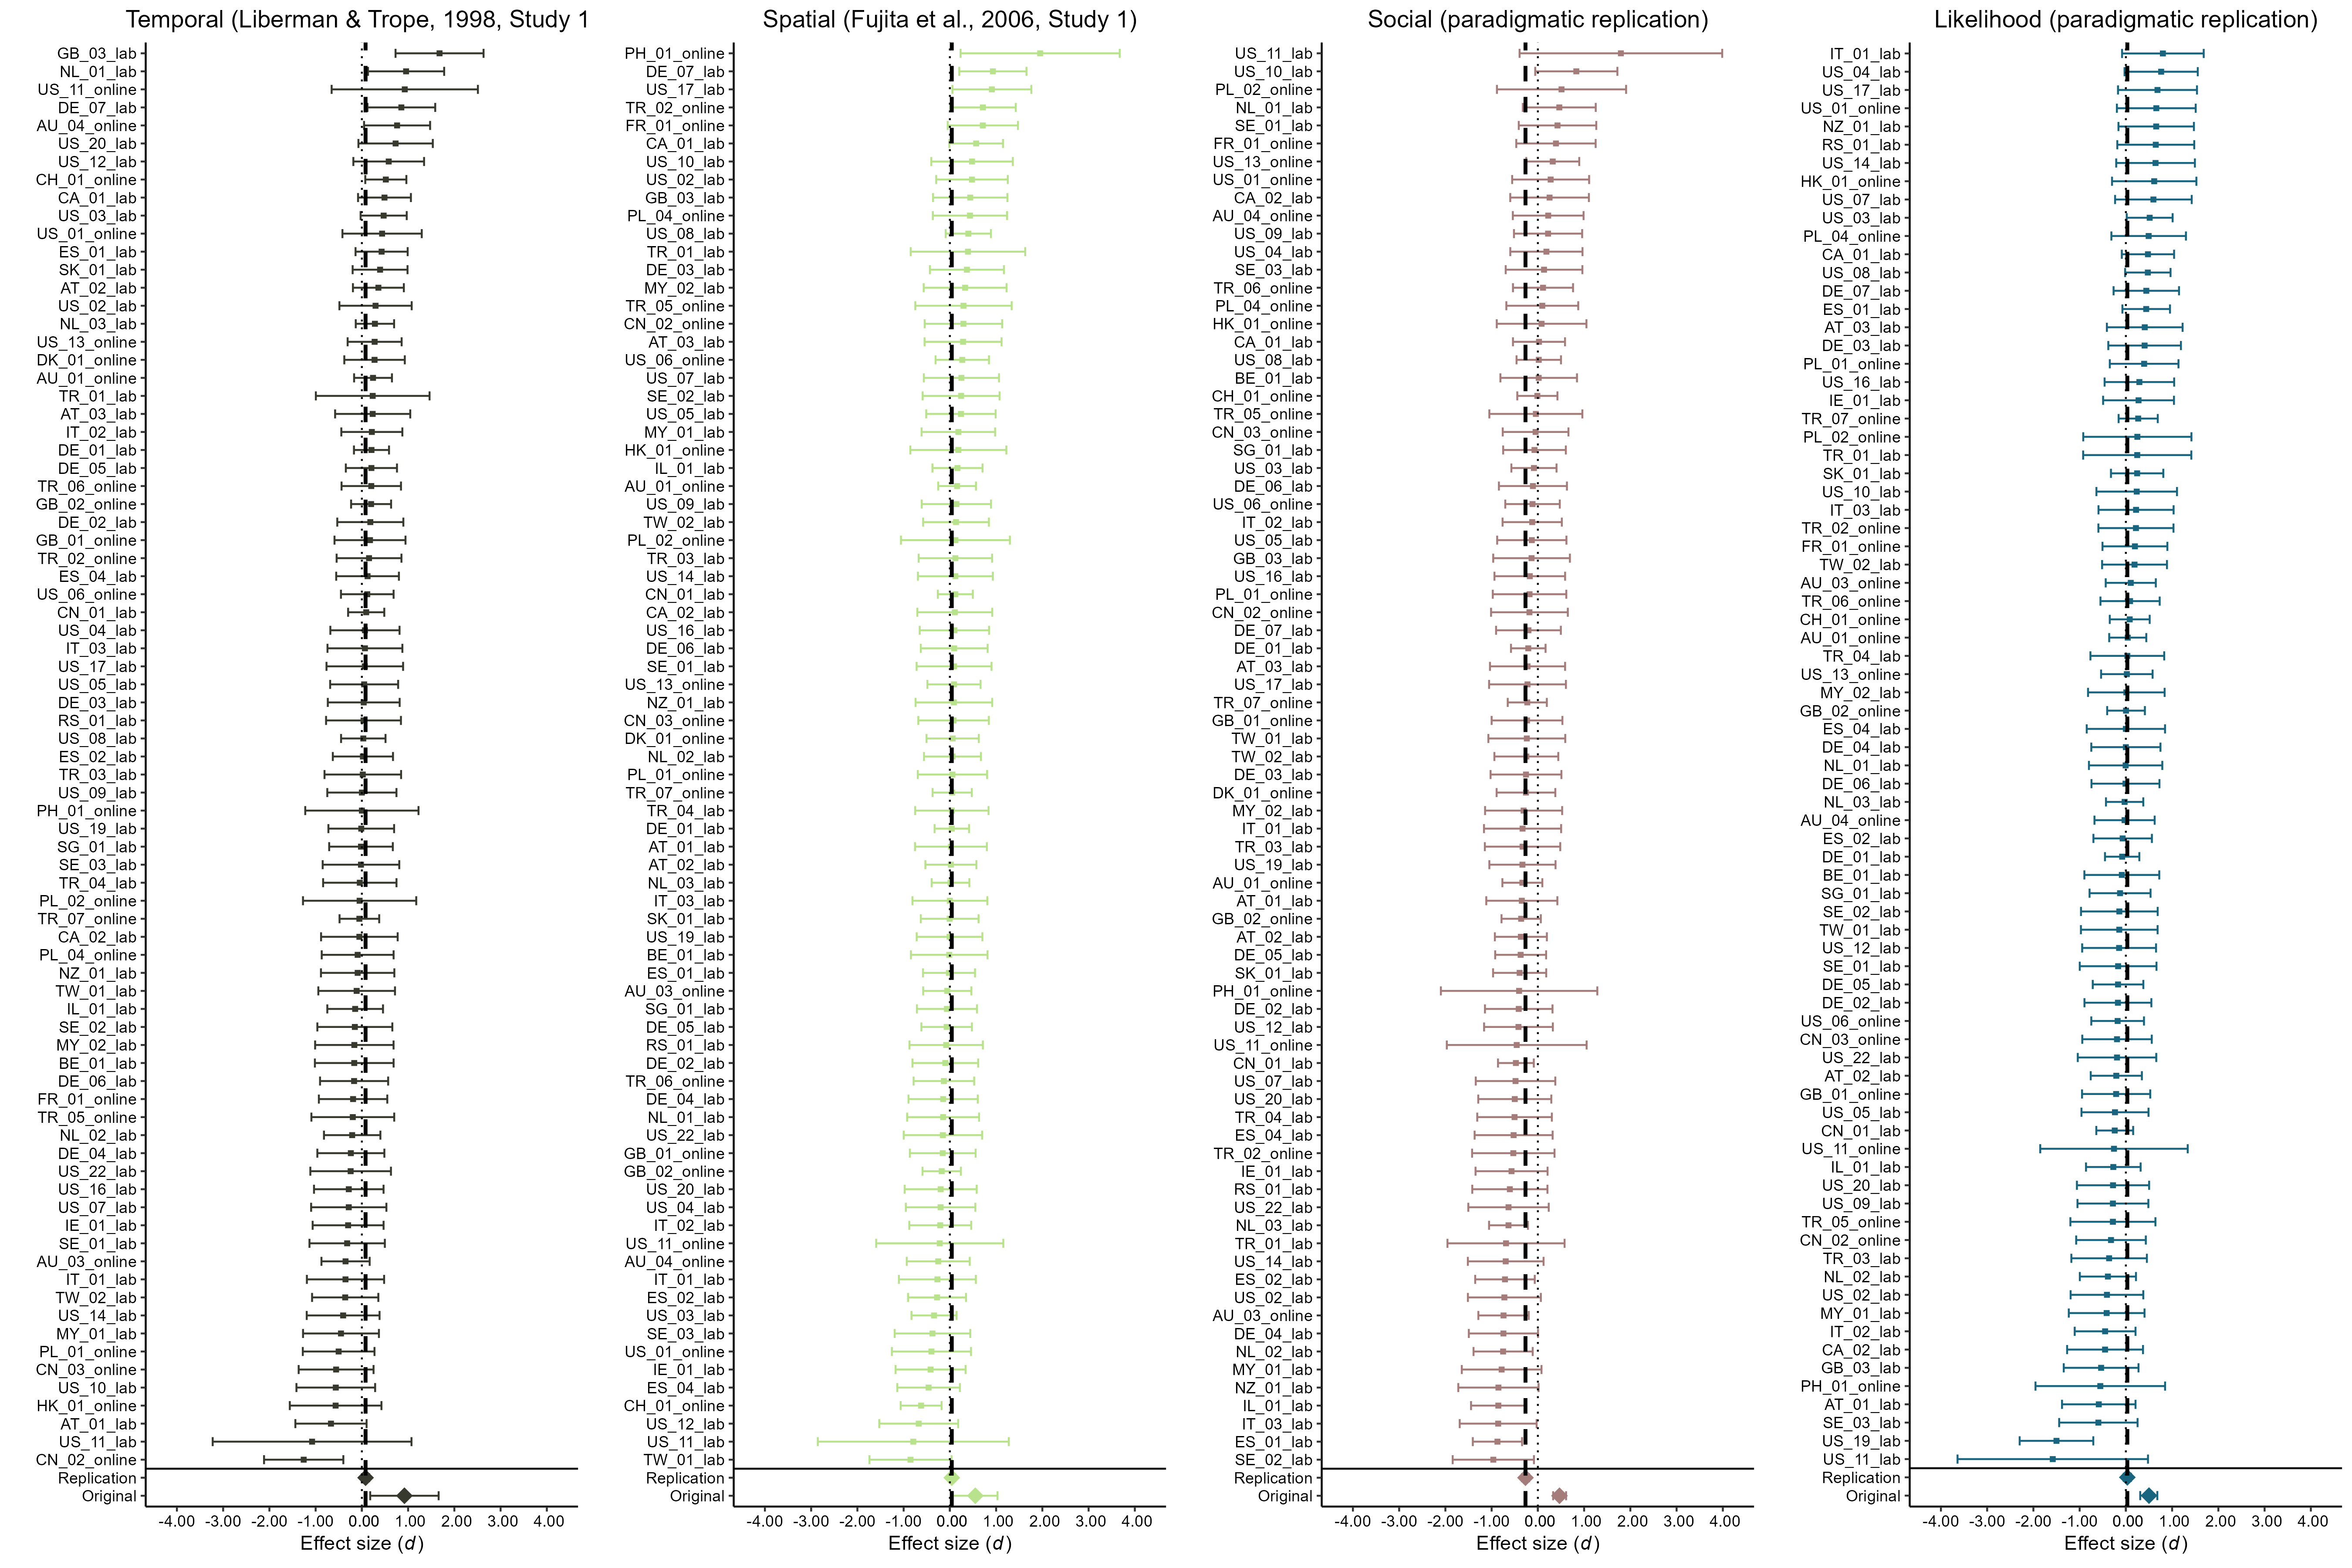 Temporal (Liberman & Trope, 1998, Study 1
GB_03_lab
NL_01_lab
US_11_online
DE_07_lab
AU_04_online
US_20_lab
US_12_lab
CH_01_online
CA_01_lab
US_03_lab
US_01_online
ES_01_lab
SK_01_lab
AT_02_lab
US_02_lab
NL_03_lab
US_13_online
DK_01_online
AU_01_online
TR_01_lab
AT_03_lab
IT_02_lab
DE_01_lab
DE_05_lab
TR_06_online
GB_02_online
DE_02_lab
GB_01_online
TR_02_online
ES_04_lab
US_06_online
CN_01_lab
US_04_lab
IT_03_lab
US_17_lab
US_05_lab
DE_03_lab
RS_01_lab
US_08_lab
ES_02_lab
TR_03_lab
US_09_lab
PH_01_online
US_19_lab
SG_01_lab
SE_03_lab
TR_04_lab
PL_02_online
TR_07_online
CA_02_lab
PL_04_online
NZ_01_lab
TW_01_lab
IL_01_lab
SE_02_lab
MY_02_lab
BE_01_lab
DE_06_lab
FR_01_online
TR_05_online
NL_02_lab
DE_04_lab
US_22_lab
US_16_lab
US_07_lab
IE_01_lab
SE_01_lab
AU_03_online
IT_01_lab
TW_02_lab
US_14_lab
MY_01_lab
PL_01_online
CN_03_online
US_10_lab
HK_01_online
AT_01_lab
US_11_lab
CN_02_online
Replication
Original
-4.00 -3.00 -2.00 -1.00 0.00 1.00 2.00 3.00 4.00
Effect size (d)
Spatial (Fujita et al., 2006, Study 1)
PH_01_online
DE_07_lab
US_17_lab
TR_02_online
FR_01_online
CA_01_lab
US_10_lab
US_02_lab
GB_03_lab
PL_04_online
US_08_lab
TR_01_lab
DE_03_lab
MY_02_lab
TR_05_online
CN_02_online
AT_03_lab
US_06_online
US_07_lab
SE_02_lab
US_05_lab
MY_01_lab
HK_01_online
IL_01_lab
AU_01_online
US_09_lab
TW_02_lab
PL_02_online
TR_03_lab
US_14_lab
CN_01_lab
CA_02_lab
US_16_lab
DE_06_lab
SE_01_lab
US_13_online
NZ_01_lab
CN_03_online
DK_01_online
NL_02_lab
PL_01_online
TR_07_online
TR_04_lab
DE_01_lab
AT_01_lab
AT_02_lab
NL_03_lab
IT_03_lab
SK_01_lab
US_19_lab
BE_01_lab
ES_01_lab
AU_03_online
SG_01_lab
DE_05_lab
RS_01_lab
DE_02_lab
TR_06_online
DE_04_lab
NL_01_lab
US_22_lab
GB_01_online
GB_02_online
US_20_lab
US_04_lab
IT_02_lab
US_11_online
AU_04_online
IT_01_lab
ES_02_lab
US_03_lab
SE_03_lab
US_01_online
IE_01_lab
ES_04_lab
CH_01_online
US_12_lab
US_11_lab
TW_01_lab
Replication
Original
-4.00 -3.00 -2.00 -1.00 0.00 1.00 2.00 3.00 4.00
Effect size (d)
Social (paradigmatic replication)
US_11_lab
US_10_lab
PL_02_online
NL_01_lab
SE_01_lab
FR_01_online
US_13_online
US_01_online
CA_02_lab
AU_04_online
US_09_lab
US_04_lab
SE_03_lab
TR_06_online
PL_04_online
HK_01_online
CA_01_lab
US_08_lab
BE_01_lab
CH_01_online
TR_05_online
CN_03_online
SG_01_lab
US_03_lab
DE_06_lab
US_06_online
IT_02_lab
US_05_lab
GB_03_lab
US_16_lab
PL_01_online
CN_02_online
DE_07_lab
DE_01_lab
AT_03_lab
US_17_lab
TR_07_online
GB_01_online
TW_01_lab
TW_02_lab
DE_03_lab
DK_01_online
MY_02_lab
IT_01_lab
TR_03_lab
US_19_lab
AU_01_online
AT_01_lab
GB_02_online
AT_02_lab
DE_05_lab
SK_01_lab
PH_01_online
DE_02_lab
US_12_lab
US_11_online
CN_01_lab
US_07_lab
US_20_lab
TR_04_lab
ES_04_lab
TR_02_online
IE_01_lab
RS_01_lab
US_22_lab
NL_03_lab
TR_01_lab
US_14_lab
ES_02_lab
US_02_lab
AU_03_online
DE_04_lab
NL_02_lab
MY_01_lab
NZ_01_lab
IL_01_lab
IT_03_lab
ES_01_lab
SE_02_lab
Replication
Original
-4.00 -3.00 -2.00 -1.00 0.00 1.00 2.00 3.00 4.00
Effect size (d)
Likelihood (paradigmatic replication)
IT_01_lab
US_04_lab
US_17_lab
US_01_online
NZ_01_lab
RS_01_lab
US_14_lab
HK_01_online
US_07_lab
US_03_lab
PL_04_online
CA_01_lab
US_08_lab
DE_07_lab
ES_01_lab
AT_03_lab
DE_03_lab
PL_01_online
US_16_lab
IE_01_lab
TR_07_online
PL_02_online
TR_01_lab
SK_01_lab
US_10_lab
IT_03_lab
TR_02_online
FR_01_online
TW_02_lab
AU_03_online
TR_06_online
CH_01_online
AU_01_online
TR_04_lab
US_13_online
MY_02_lab
GB_02_online
ES_04_lab
DE_04_lab
NL_01_lab
DE_06_lab
NL_03_lab
AU_04_online
ES_02_lab
DE_01_lab
BE_01_lab
SG_01_lab
SE_02_lab
TW_01_lab
US_12_lab
SE_01_lab
DE_05_lab
DE_02_lab
US_06_online
CN_03_online
US_22_lab
AT_02_lab
GB_01_online
US_05_lab
CN_01_lab
US_11_online
IL_01_lab
US_20_lab
US_09_lab
TR_05_online
CN_02_online
TR_03_lab
NL_02_lab
US_02_lab
MY_01_lab
IT_02_lab
CA_02_lab
GB_03_lab
PH_01_online
AT_01_lab
SE_03_lab
US_19_lab
US_11_lab
Replication
Original
-4.00 -3.00 -2.00 -1.00 0.00 1.00 2.00 3.00 4.00
Effect size (d)